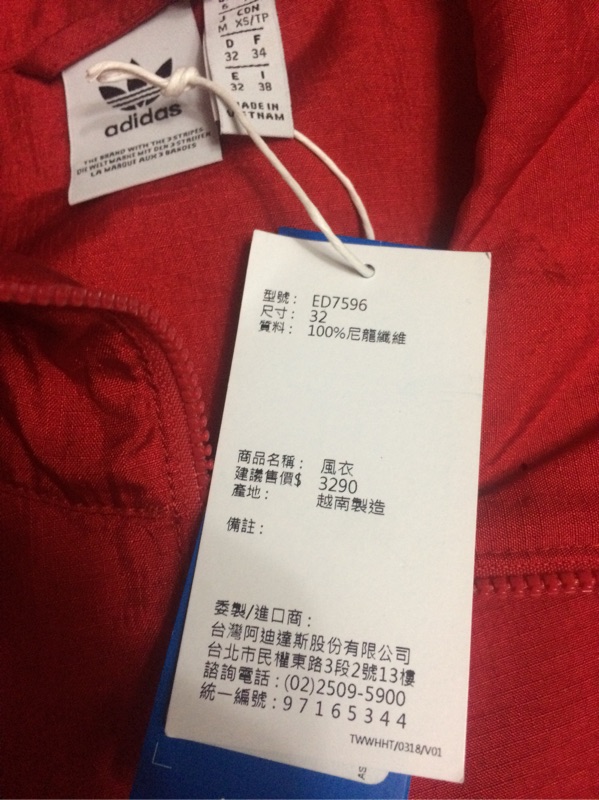 adidas
THE BRAND WITH THE 3 STRIPES
DIE WELTMARKE MIT DEN 3 STREIFEN
LA MARQUE AUX 3 BANDES
J CON
M XS/TP
D F
32 34
E I
32 38
MADE IN
VIETNAM
型號： ED7596
尺寸： 32
質料： 100%尼龍纖維
商品名稱： 風衣
建議售價$ 3290
產地： 越南製造
備註：
委製/進口商：
台灣阿迪達斯股份有限公司
台北市民權東路3段2號13樓
諮詢電話：(02)2509-5900
統一編號：97165344
TWWHHT/0318/V01